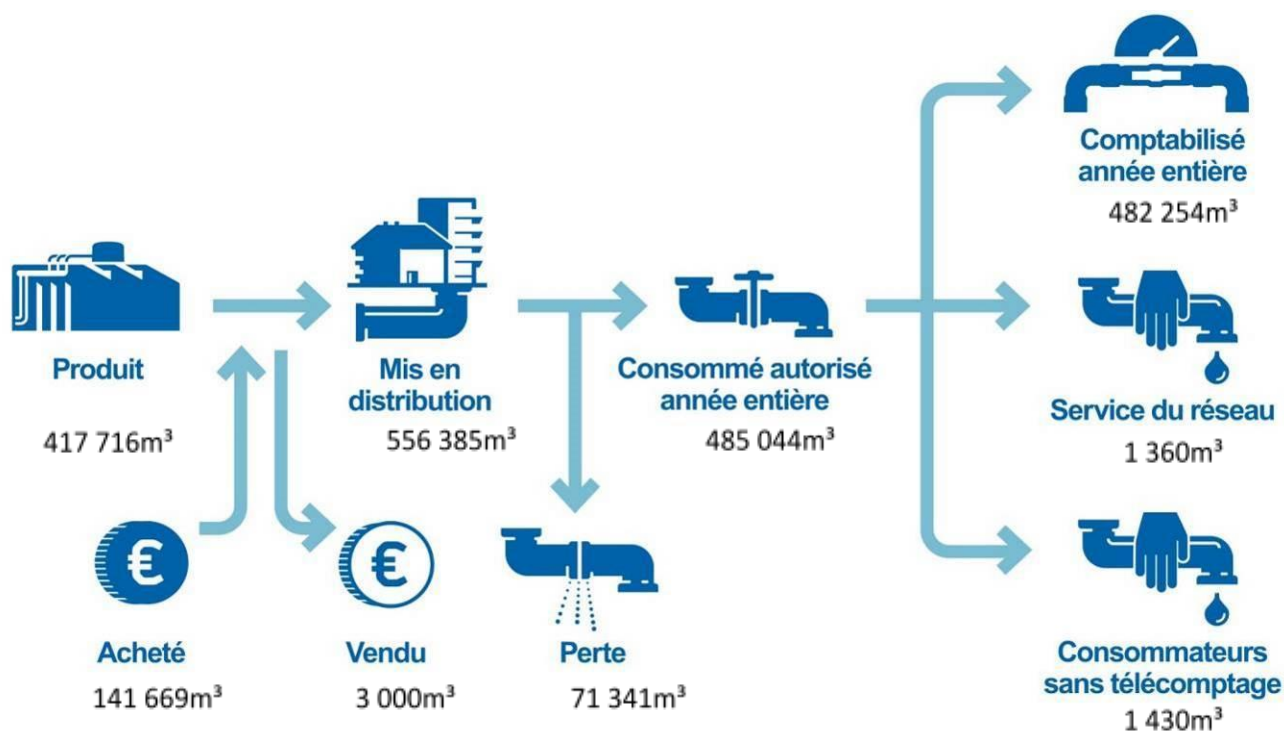 Comptabilisé
année entière
482 254m³
Produit
417 716m³
Mis en
distribution
556 385m³
Consommé autorisé
année entière
485 044m³
Service du réseau
1 360m³
€
Acheté
141 669m³
€
Vendu
3 000m³
Perte
71 341m³
Consommateurs
sans télécomptage
1 430m³